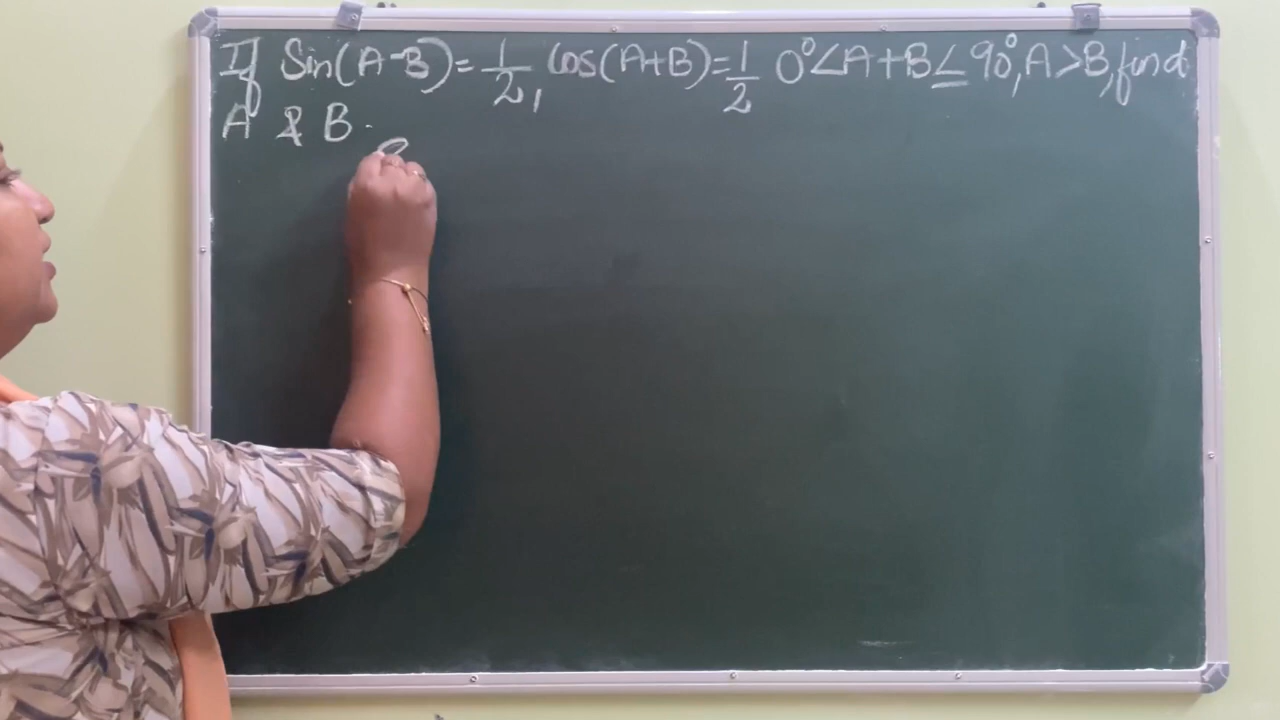 If Sin(A-B)=1/2, cos(A+B)=1/2 0°<A+B≤90°, A>B, find
A & B.